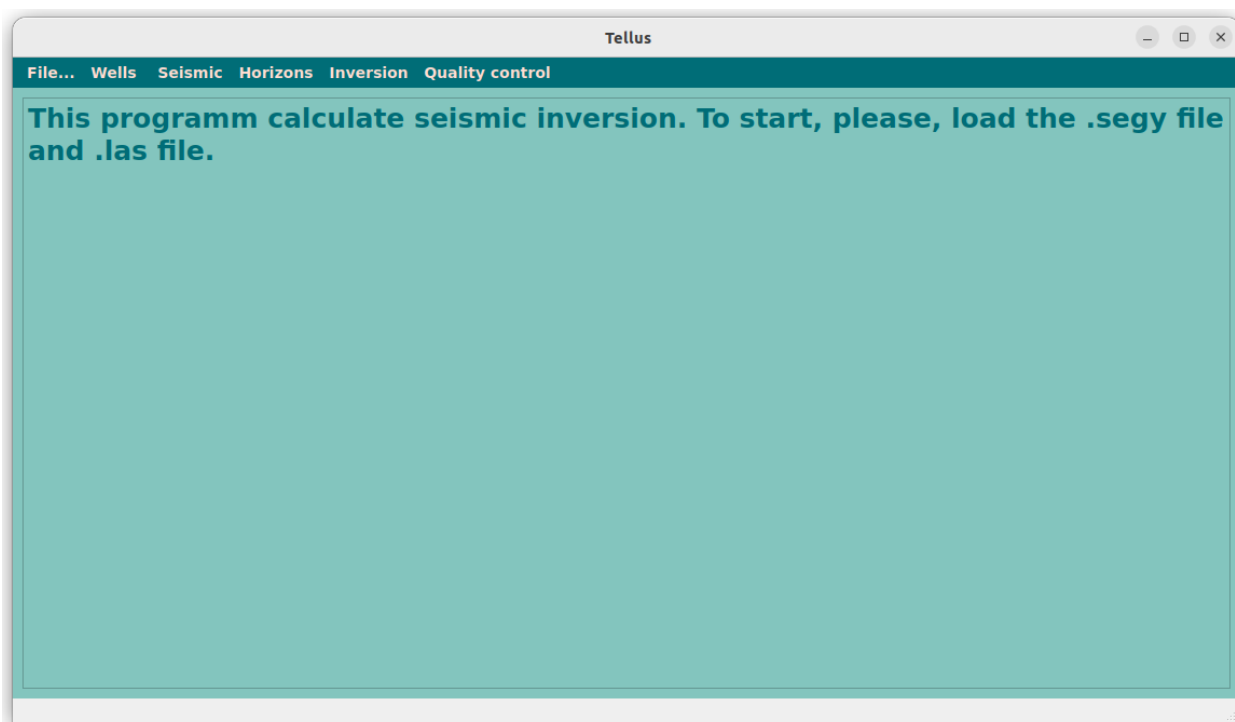 Tellus
File... Wells Seismic Horizons Inversion Quality control
This programm calculate seismic inversion. To start, please, load the .segy file
and .las file.